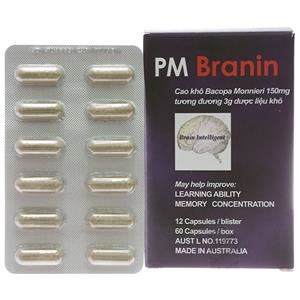 PM Branin
Cao khô Bacopa Monnieri 150mg
tương đương 3g dược liệu khô
Brain Intelligent
May help improve:
LEARNING ABILITY
MEMORY CONCENTRATION
12 Capsules / blister
60 Capsules / box
AUST L NO.119773
MADE IN AUSTRALIA